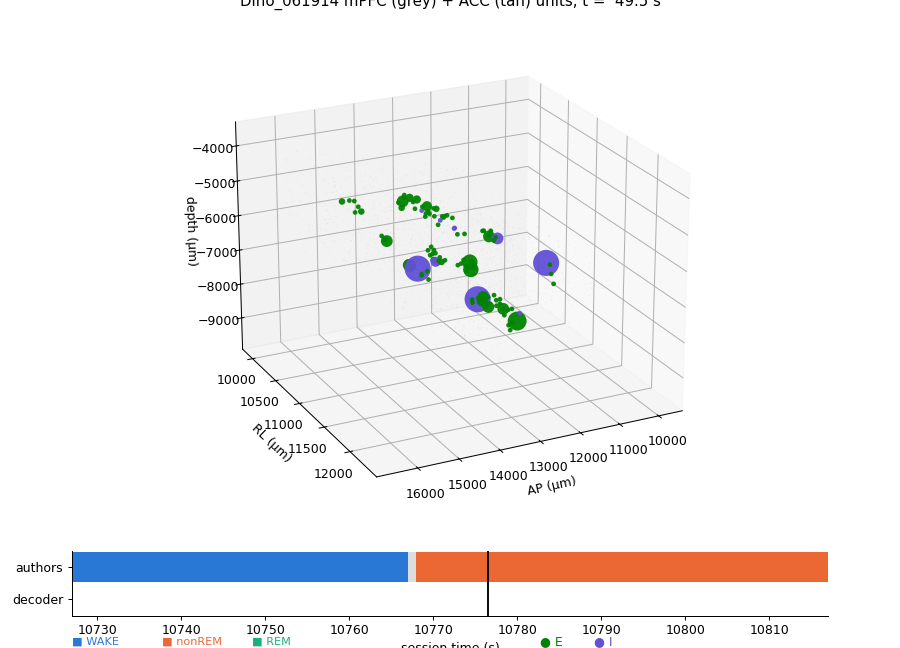 Dino_061914 mPFC (grey) + ACC (tan) units, t = 49.5 s
−4000
−5000
−6000
−7000
−8000
−9000
depth (μm)
10000
10500
11000
11500
12000
RL (μm)
16000
15000
14000
13000
12000
11000
10000
AP (μm)
authors
decoder
10730
10740
10750
10760
10770
10780
10790
10800
10810
WAKE
nonREM
REM
session time (s)
E
I